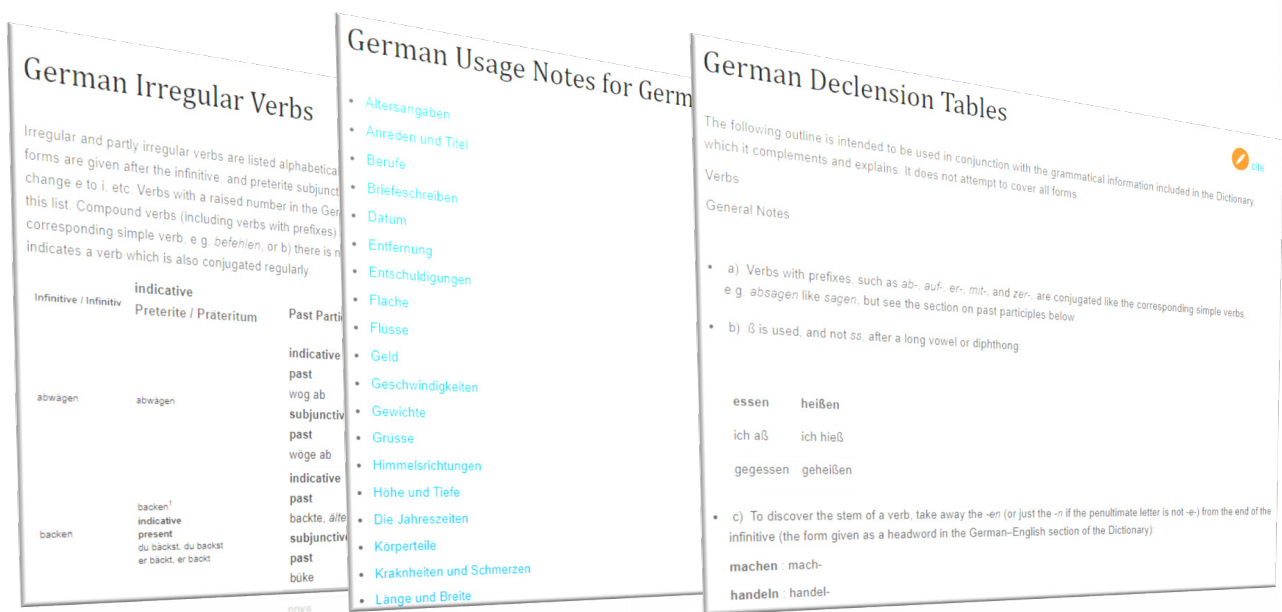 German Irregular Verbs
Irregular and partly irregular verbs are listed alphabetical
forms are given after the infinitive, and preterite subjunct
change e to i, etc. Verbs with a raised number in the Ger
this list. Compound verbs (including verbs with prefixes)
corresponding simple verb, e.g. befehlen, or b) there is n
indicates a verb which is also conjugated regularly.
Infinitive / Infinitiv
indicative
Preterite / Präteritum
Past Parti
abwägen
abwägen
indicative
past
wog ab
subjunctiv
past
wöge ab
backen
backen1
indicative
present
du bäckst, du backst
er bäckt, er backt
indicative
past
backte, älte
subjunctive
past
büke
German Usage Notes for Germ
• Altersangaben
• Anreden und Titel
• Berufe
• Briefeschreiben
• Datum
• Entfernung
• Entschuldigungen
• Fläche
• Flüsse
• Geld
• Geschwindigkeiten
• Gewichte
• Grüsse
• Himmelsrichtungen
• Höhe und Tiefe
• Die Jahreszeiten
• Körperteile
• Kraknheiten und Schmerzen
• Länge und Breite
German Declension Tables
cite
The following outline is intended to be used in conjunction with the grammatical information included in the Dictionary,
which it complements and explains. It does not attempt to cover all forms.
Verbs
General Notes
• a) Verbs with prefixes, such as ab-, auf-, er-, mit-, and zer-, are conjugated like the corresponding simple verbs,
e.g. absagen like sagen, but see the section on past participles below.
• b) ß is used, and not ss, after a long vowel or diphthong:
essen heißen
ich aß ich hieß
gegessen geheißen
• c) To discover the stem of a verb, take away the -en (or just the -n if the penultimate letter is not -e-) from the end of the
infinitive (the form given as a headword in the German–English section of the Dictionary):
machen : mach-
handeln : handel-